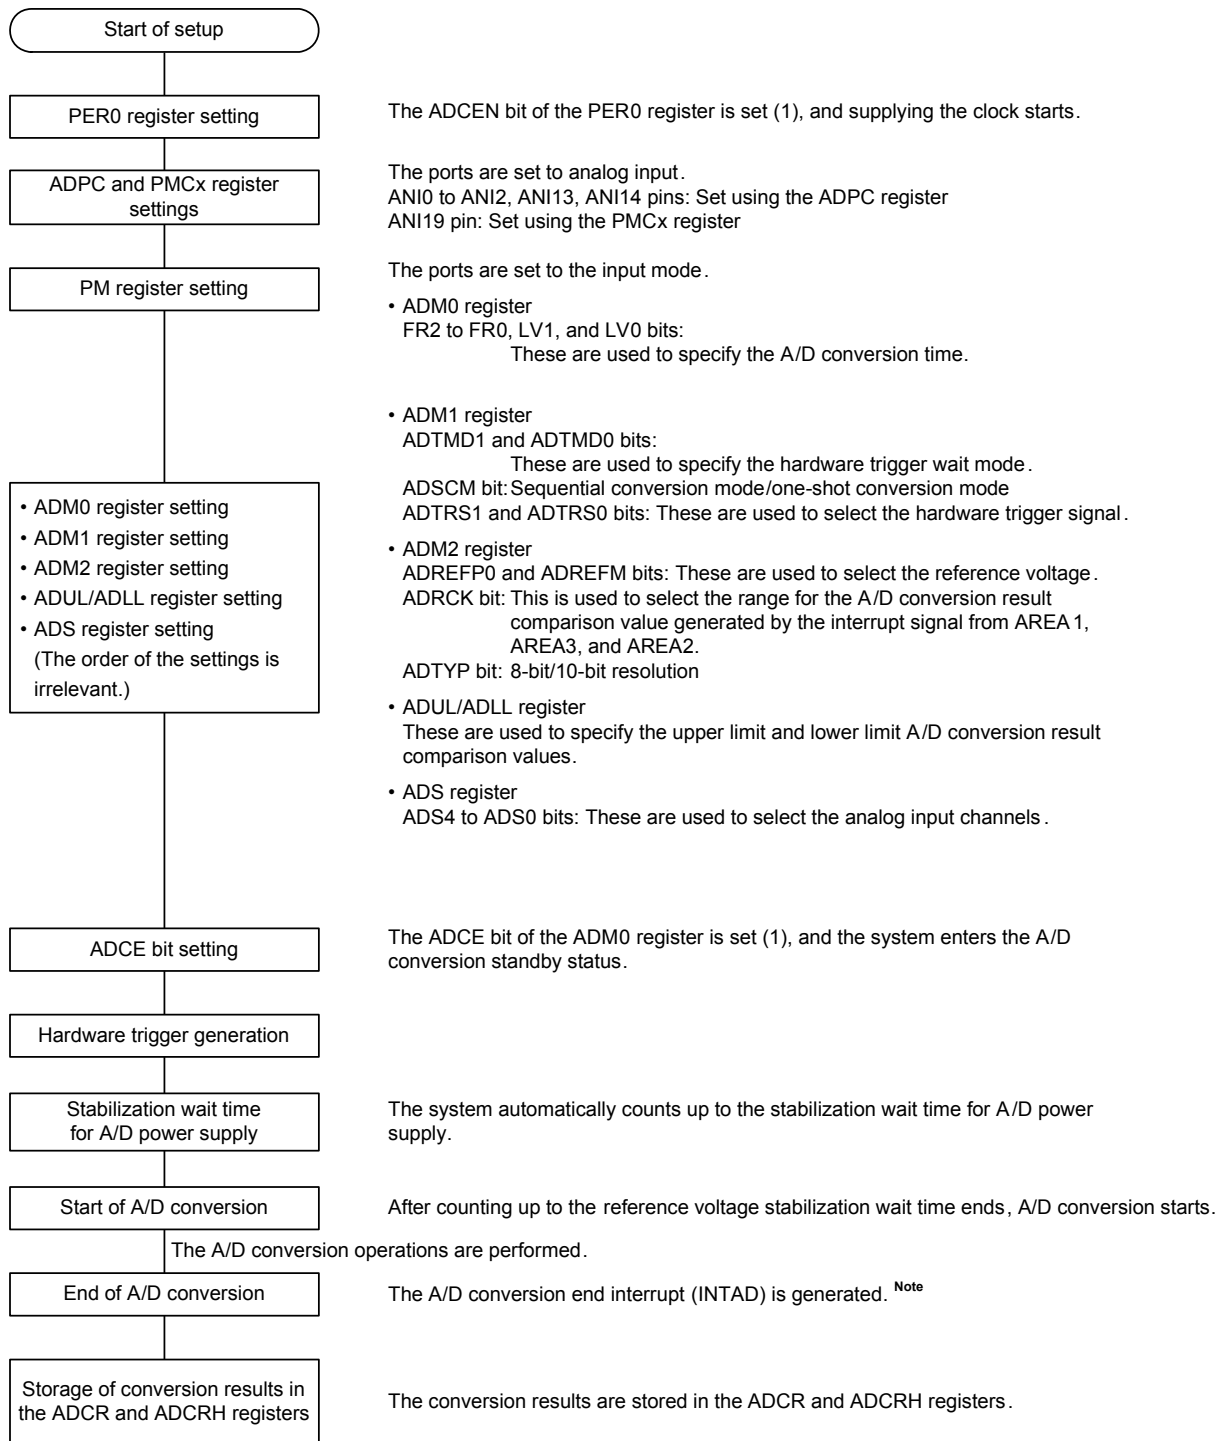 Start of setup
PER0 register setting
The ADCEN bit of the PER0 register is set (1), and supplying the clock starts.
ADPC and PMCx register
settings
The ports are set to analog input.
ANI0 to ANI2, ANI13, ANI14 pins: Set using the ADPC register
ANI19 pin: Set using the PMCx register
PM register setting
The ports are set to the input mode.
• ADM0 register
FR2 to FR0, LV1, and LV0 bits:
These are used to specify the A/D conversion time.
• ADM1 register
ADTMD1 and ADTMD0 bits:
These are used to specify the hardware trigger wait mode.
ADSCM bit: Sequential conversion mode/one-shot conversion mode
ADTRS1 and ADTRS0 bits: These are used to select the hardware trigger signal.
• ADM2 register
ADREFP0 and ADREFM bits: These are used to select the reference voltage.
ADRCK bit: This is used to select the range for the A/D conversion result
comparison value generated by the interrupt signal from AREA1,
AREA3, and AREA2.
ADTYP bit: 8-bit/10-bit resolution
• ADUL/ADLL register
These are used to specify the upper limit and lower limit A/D conversion result
comparison values.
• ADS register
ADS4 to ADS0 bits: These are used to select the analog input channels.
• ADM0 register setting
• ADM1 register setting
• ADM2 register setting
• ADUL/ADLL register setting
• ADS register setting
(The order of the settings is
irrelevant.)
ADCE bit setting
The ADCE bit of the ADM0 register is set (1), and the system enters the A/D
conversion standby status.
Hardware trigger generation
Stabilization wait time
for A/D power supply
The system automatically counts up to the stabilization wait time for A/D power
supply.
Start of A/D conversion
After counting up to the reference voltage stabilization wait time ends, A/D conversion starts.
The A/D conversion operations are performed.
End of A/D conversion
The A/D conversion end interrupt (INTAD) is generated. Note
Storage of conversion results in
the ADCR and ADCRH registers
The conversion results are stored in the ADCR and ADCRH registers.